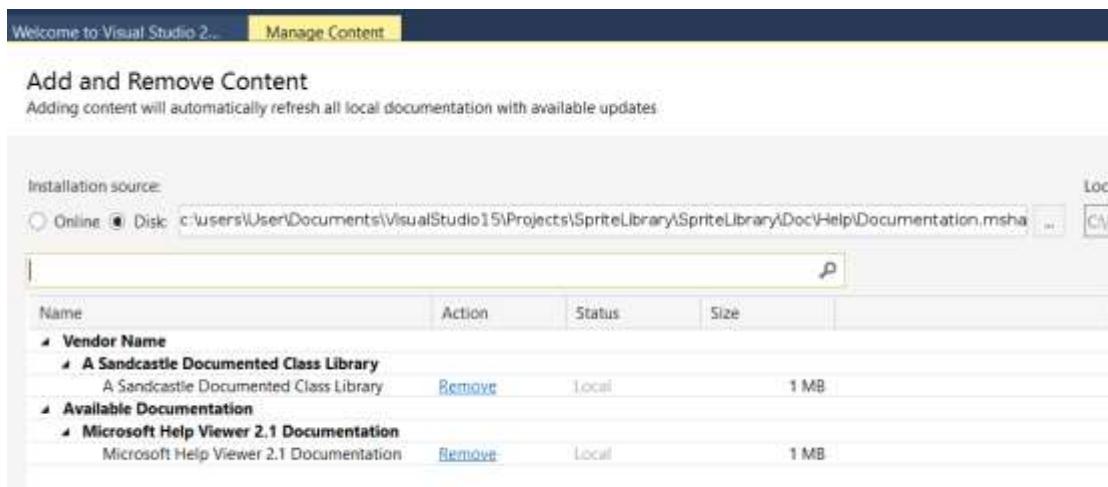 Welcome to Visual Studio 2... Manage Content
Add and Remove Content
Adding content will automatically refresh all local documentation with available updates
Installation source: Loc
Online Disk: c:\users\User\Documents\VisualStudio15\Projects\SpriteLibrary\SpriteLibrary\Doc\Help\Documentation.msha ... C:\
Name Action Status Size
Vendor Name
A Sandcastle Documented Class Library
A Sandcastle Documented Class Library Remove Local 1 MB
Available Documentation
Microsoft Help Viewer 2.1 Documentation
Microsoft Help Viewer 2.1 Documentation Remove Local 1 MB